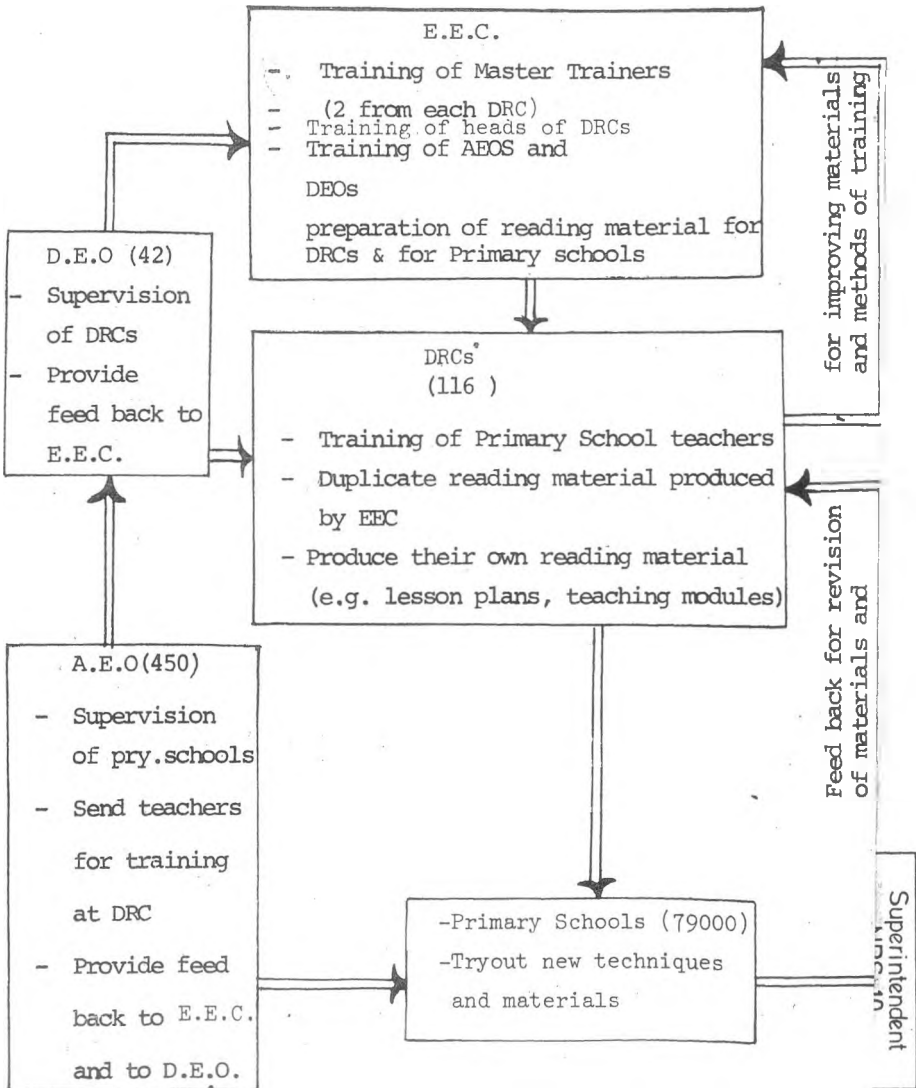 E.E.C.
- Training of Master Trainers
- (2 from each DRC)
- Training of heads of DRCs
- Training of AEOS and
DEOs
preparation of reading material for
DRCs & for Primary schools
for improving materials
and methods of training
D.E.O (42)
- Supervision
of DRCs
- Provide
feed back to
E.E.C.
DRCs
(116 )
- Training of Primary School teachers
- Duplicate reading material produced
by EEC
- Produce their own reading material
(e.g. lesson plans, teaching modules)
Feed back for revision
of materials and
A.E.O(450)
- Supervision
of pry.schools
- Send teachers
for training
at DRC
- Provide feed
back to E.E.C.
and to D.E.O.
-Primary Schools (79000)
-Tryout new techniques
and materials
Superintendent